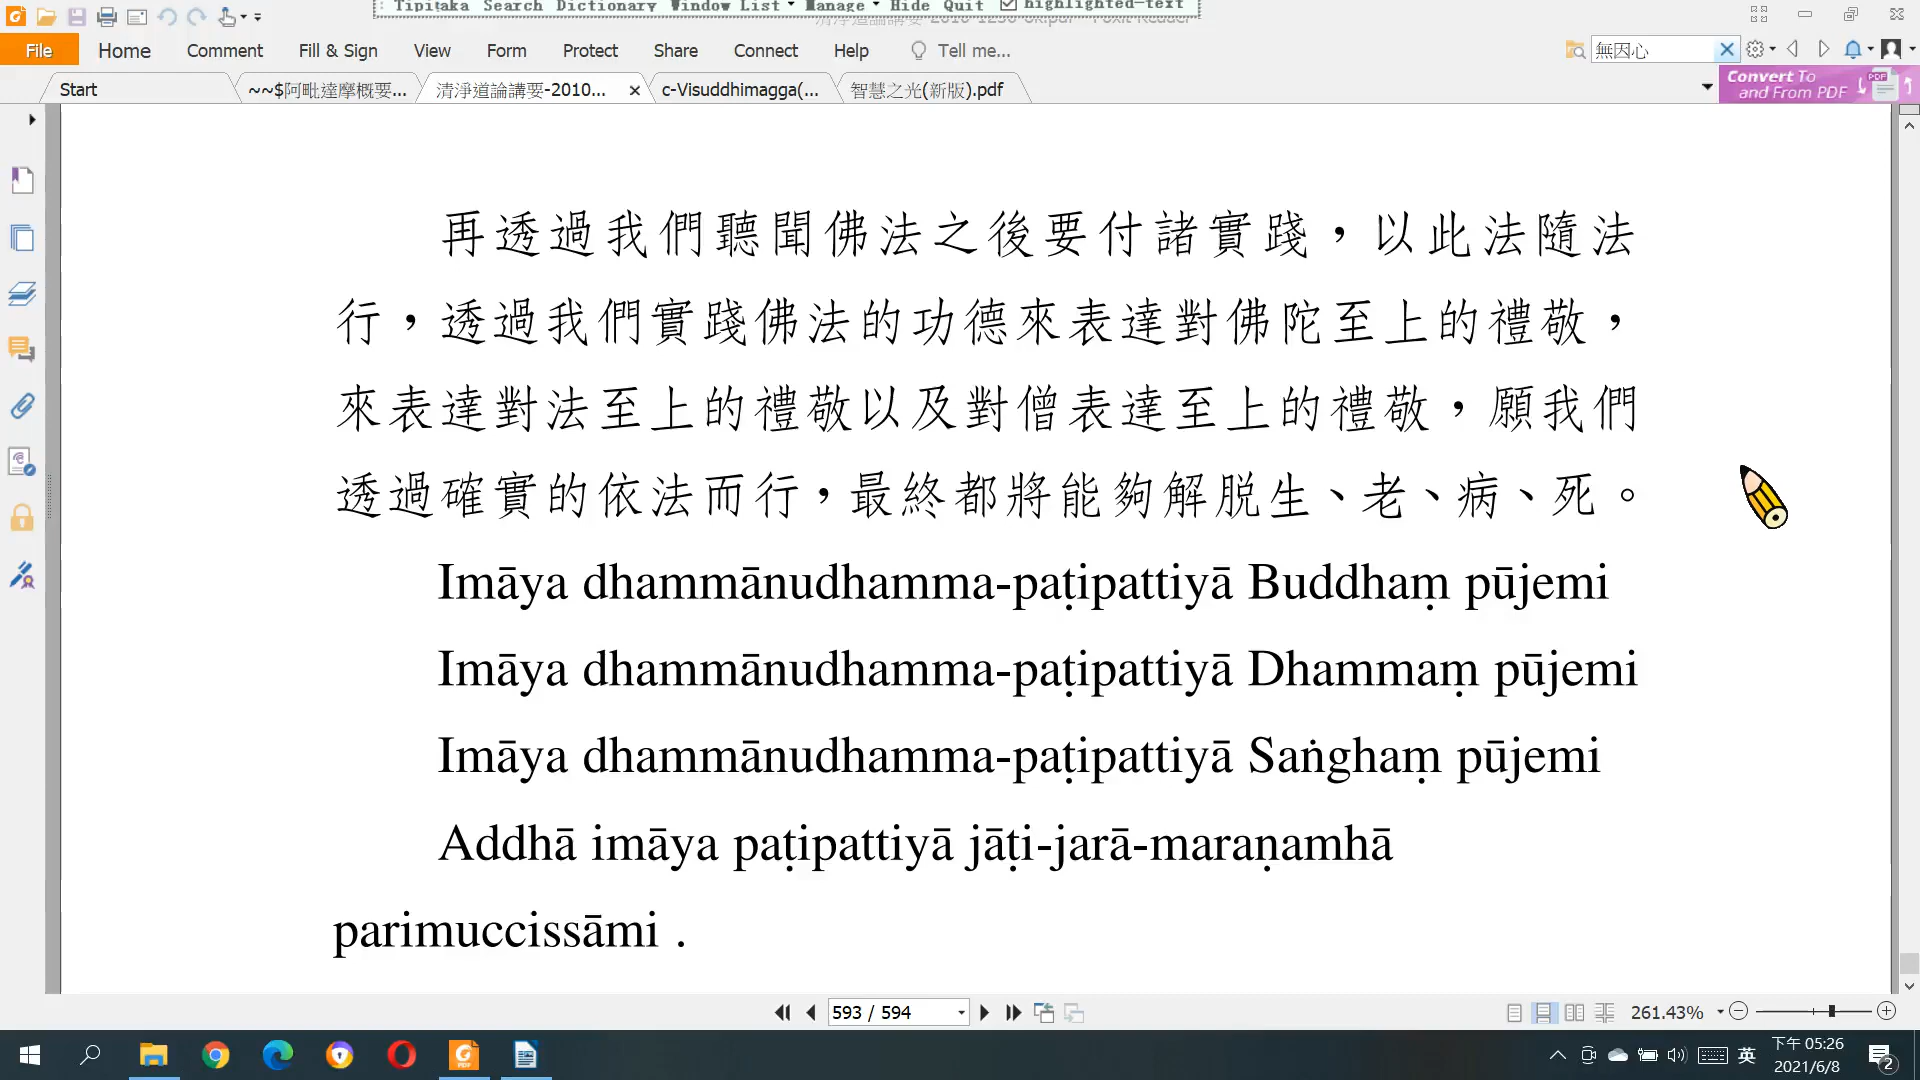 Tipiṭaka Search Dictionary Window List Manage Hide Quit highlighted-text
File Home Comment Fill & Sign View Form Protect Share Connect Help Tell me... 無因心
Start ~~$阿毗達摩概要... 清淨道論講要-2010... c-Visuddhimagga(... 智慧之光(新版).pdf
Convert To
and From PDF
再透過我們聽聞佛法之後要付諸實踐，以此法隨法
行，透過我們實踐佛法的功德來表達對佛陀至上的禮敬，
來表達對法至上的禮敬以及對僧表達至上的禮敬，願我們
透過確實的依法而行，最終都將能夠解脫生、老、病、死。
Imāya dhammānudhamma-paṭipattiyā Buddhaṃ pūjemi
Imāya dhammānudhamma-paṭipattiyā Dhammaṃ pūjemi
Imāya dhammānudhamma-paṭipattiyā Saṅghaṃ pūjemi
Addhā imāya paṭipattiyā jāṭi-jarā-maraṇamhā
parimuccissāmi .
593 / 594
261.43%
英 下午 05:26
2021/6/8
2